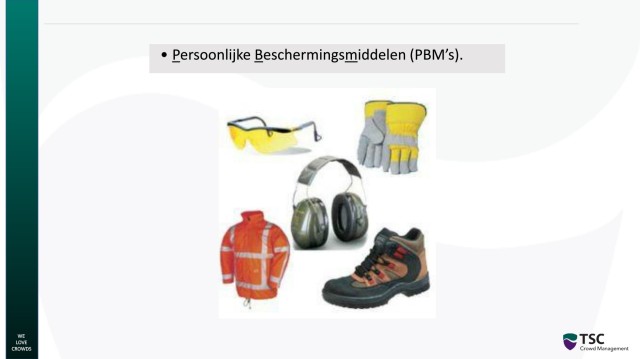 • Persoonlijke Beschermingsmiddelen (PBM's).
WE
LOVE
CROWDS
TSC
Crowd Management